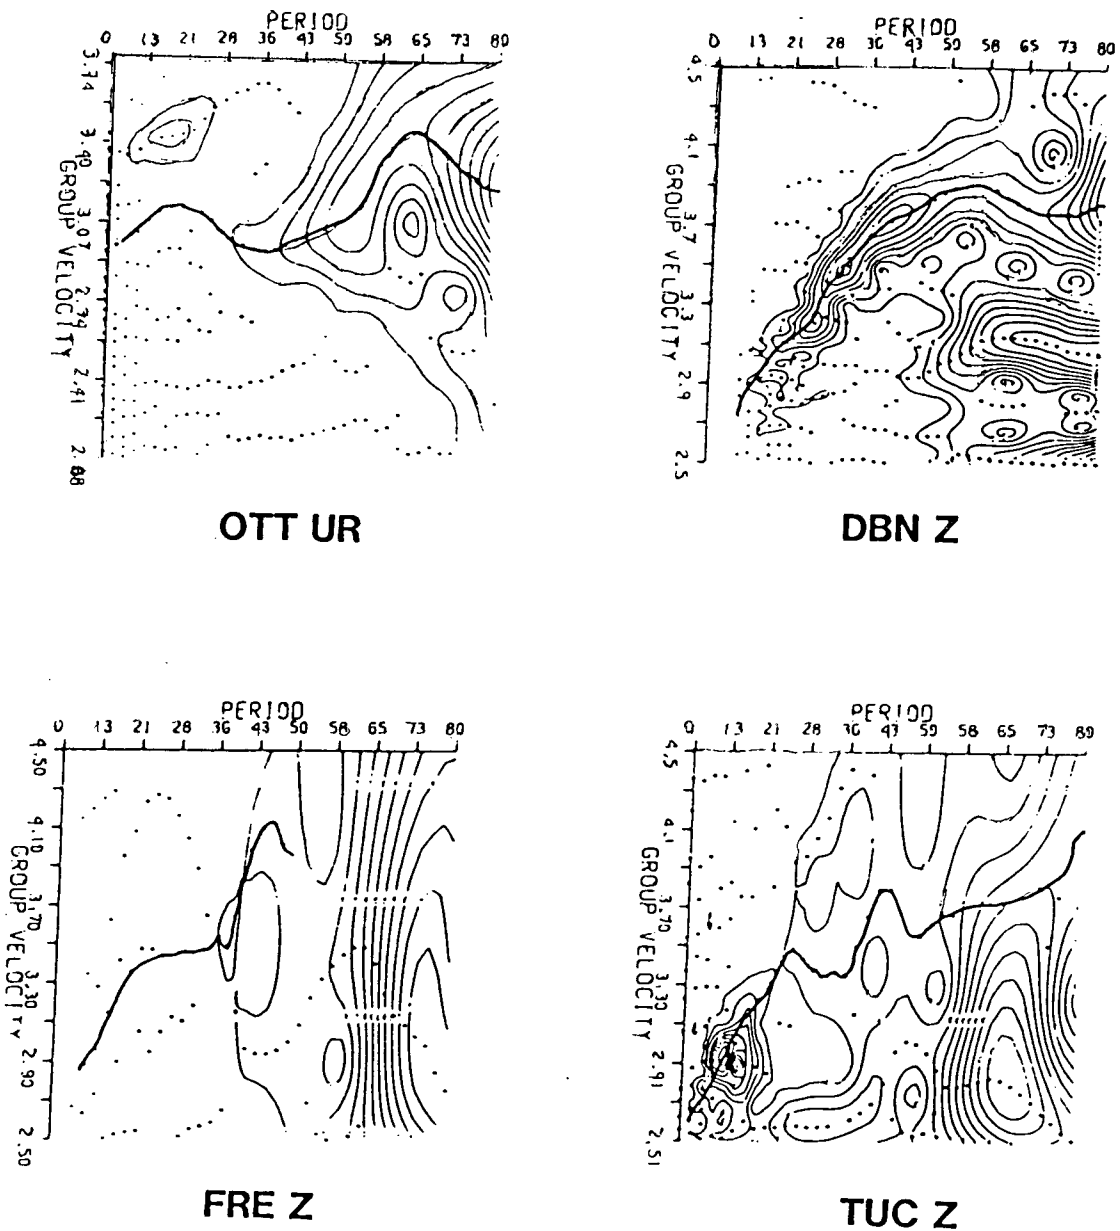 PERIOD
0 13 21 28 36 43 50 58 65 73 80
3.74 3.40 3.07 2.74 2.41 2.08
GROUP VELOCITY
OTT UR
PERIOD
0 13 21 28 36 43 50 58 65 73 80
4.5 4.1 3.7 3.3 2.9 2.5
GROUP VELOCITY
DBN Z
PERIOD
0 13 21 28 36 43 50 58 65 73 80
4.50 4.10 3.70 3.30 2.90 2.50
GROUP VELOCITY
FRE Z
PERIOD
0 13 21 28 36 47 59 58 65 73 89
4.5 4.1 3.70 3.30 2.91 2.51
GROUP VELOCITY
TUC Z